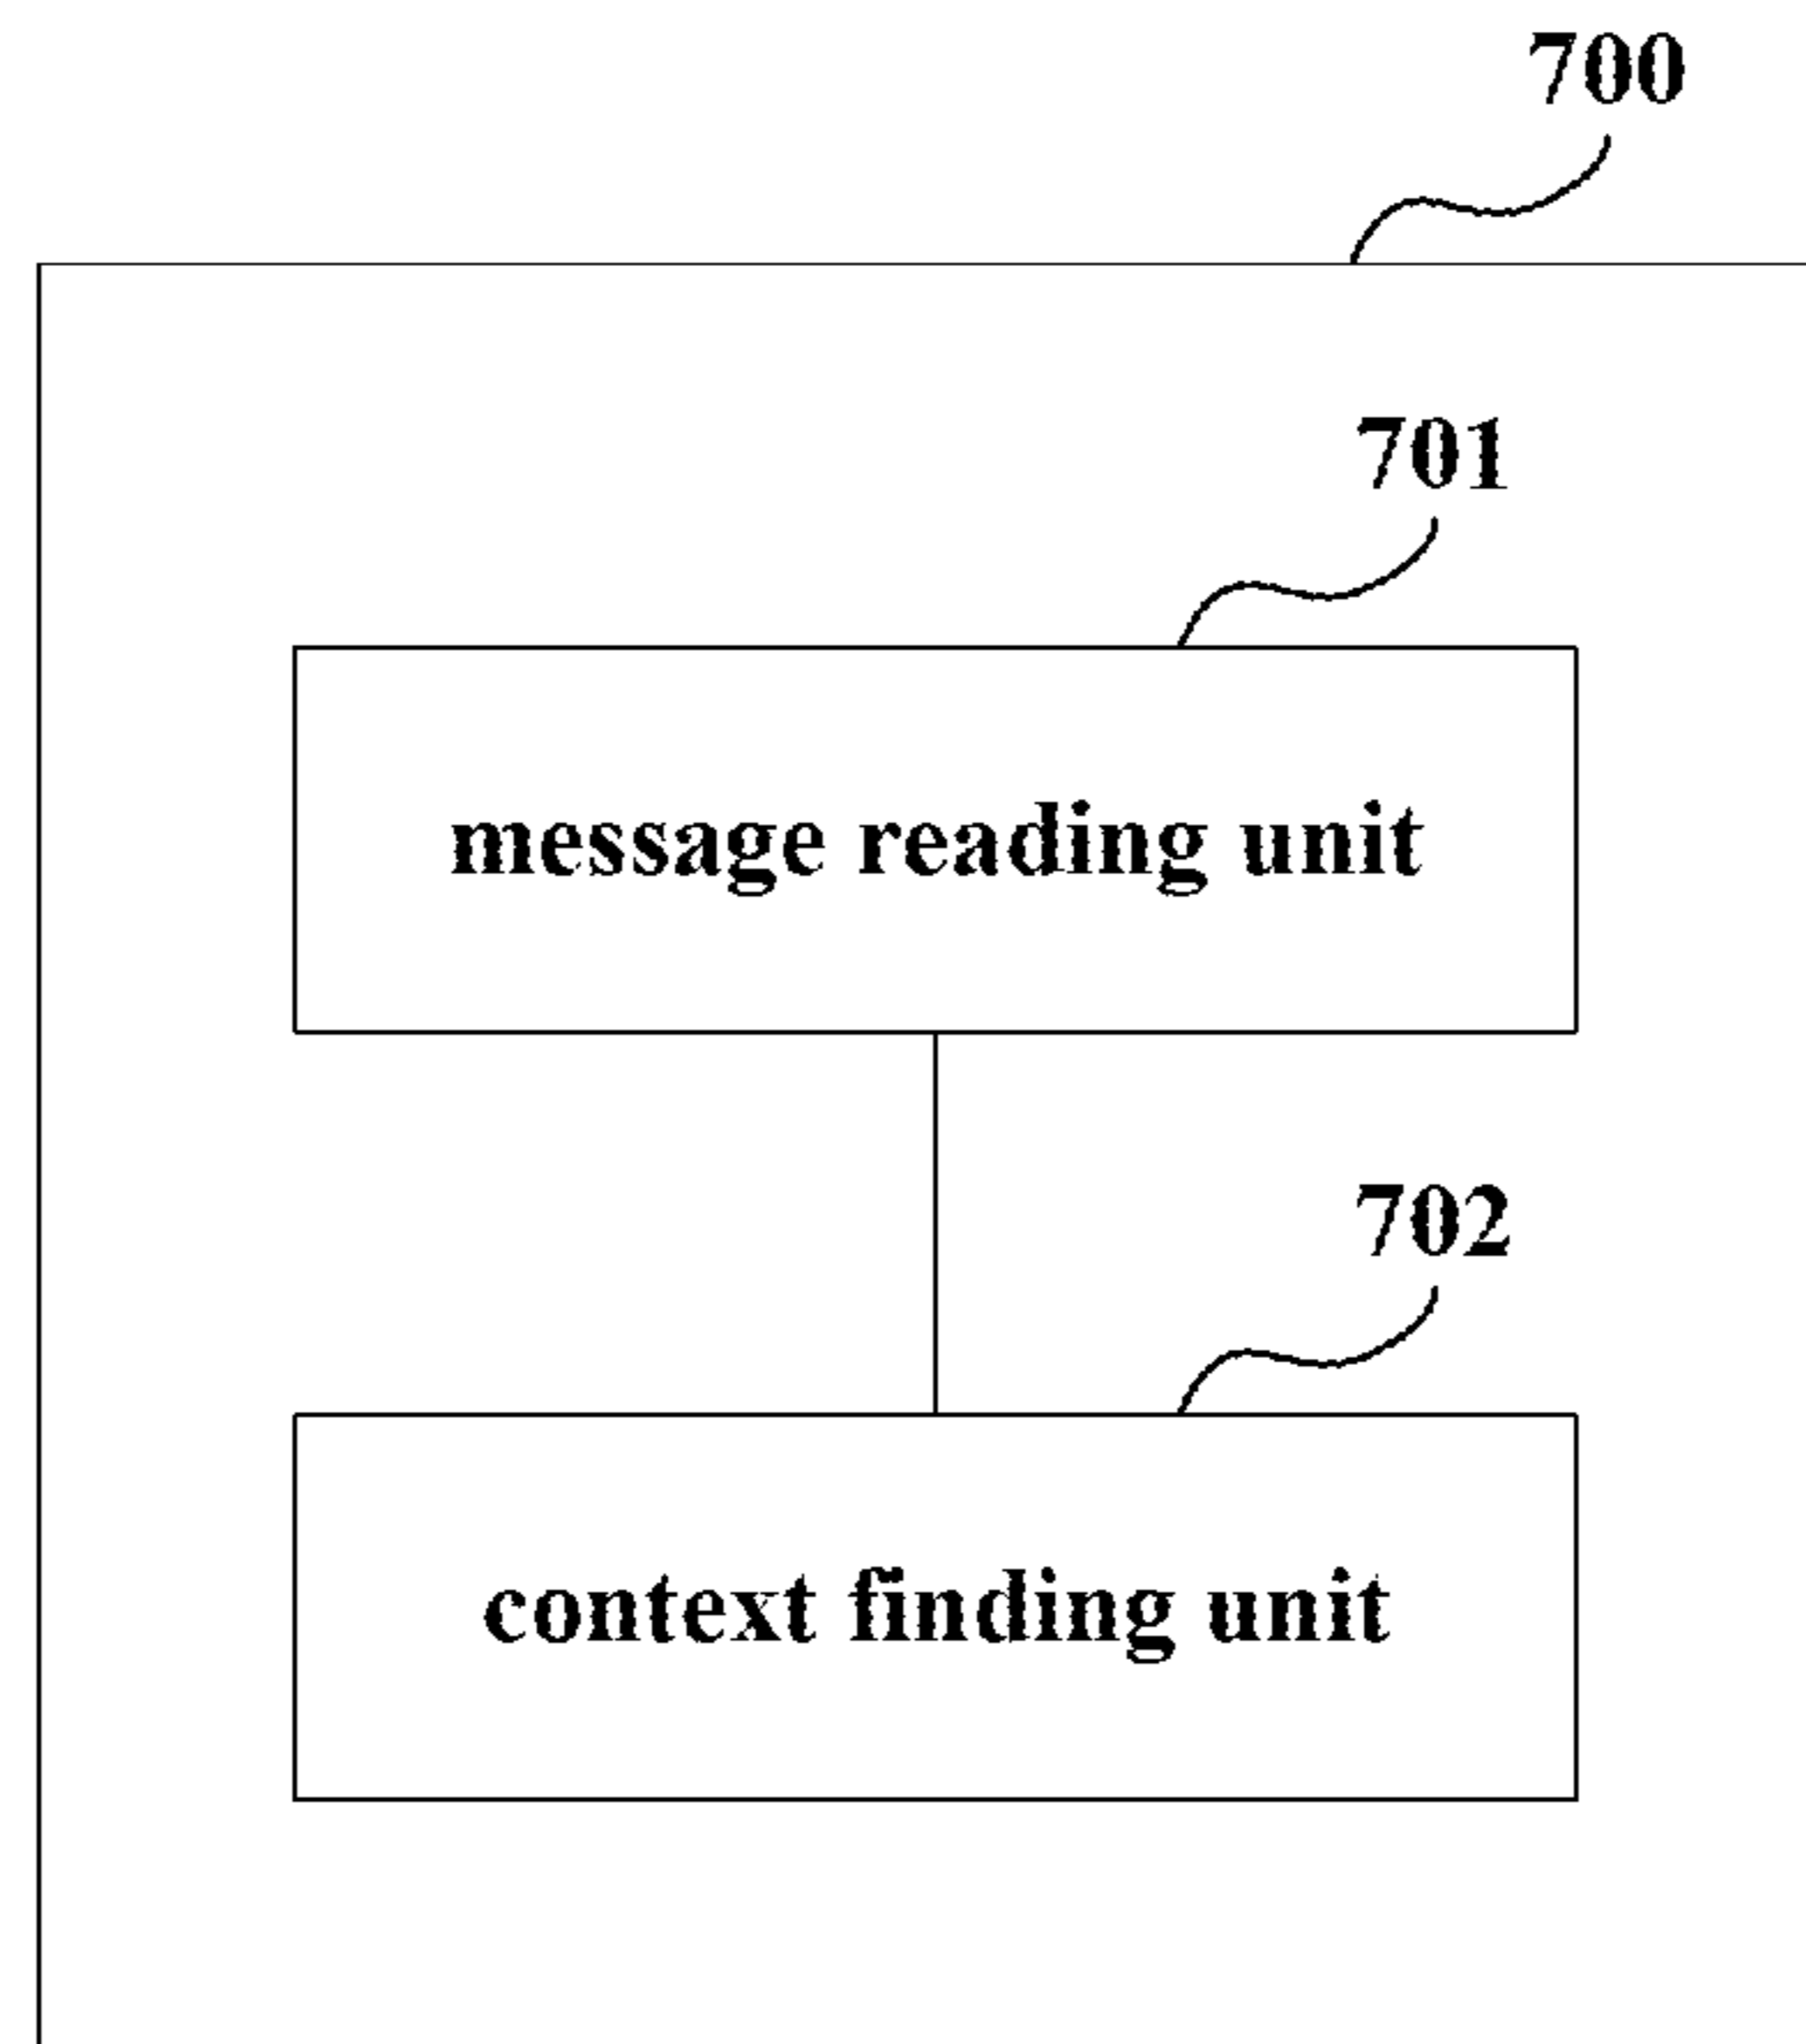 700
701
message reading unit
702
context finding unit